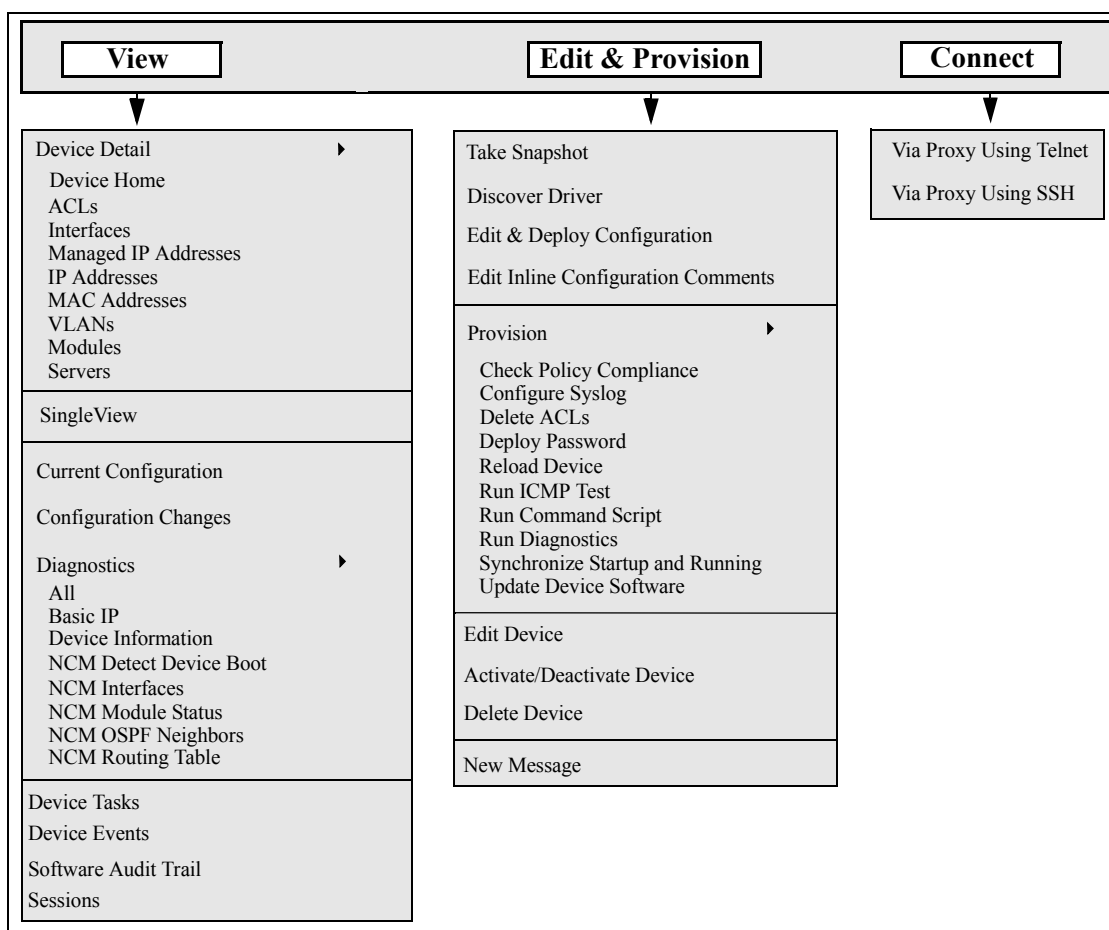 View
Edit & Provision
Connect
Device Detail
Device Home
ACLs
Interfaces
Managed IP Addresses
IP Addresses
MAC Addresses
VLANs
Modules
Servers
SingleView
Current Configuration
Configuration Changes
Diagnostics
All
Basic IP
Device Information
NCM Detect Device Boot
NCM Interfaces
NCM Module Status
NCM OSPF Neighbors
NCM Routing Table
Device Tasks
Device Events
Software Audit Trail
Sessions
Take Snapshot
Discover Driver
Edit & Deploy Configuration
Edit Inline Configuration Comments
Provision
Check Policy Compliance
Configure Syslog
Delete ACLs
Deploy Password
Reload Device
Run ICMP Test
Run Command Script
Run Diagnostics
Synchronize Startup and Running
Update Device Software
Edit Device
Activate/Deactivate Device
Delete Device
New Message
Via Proxy Using Telnet
Via Proxy Using SSH